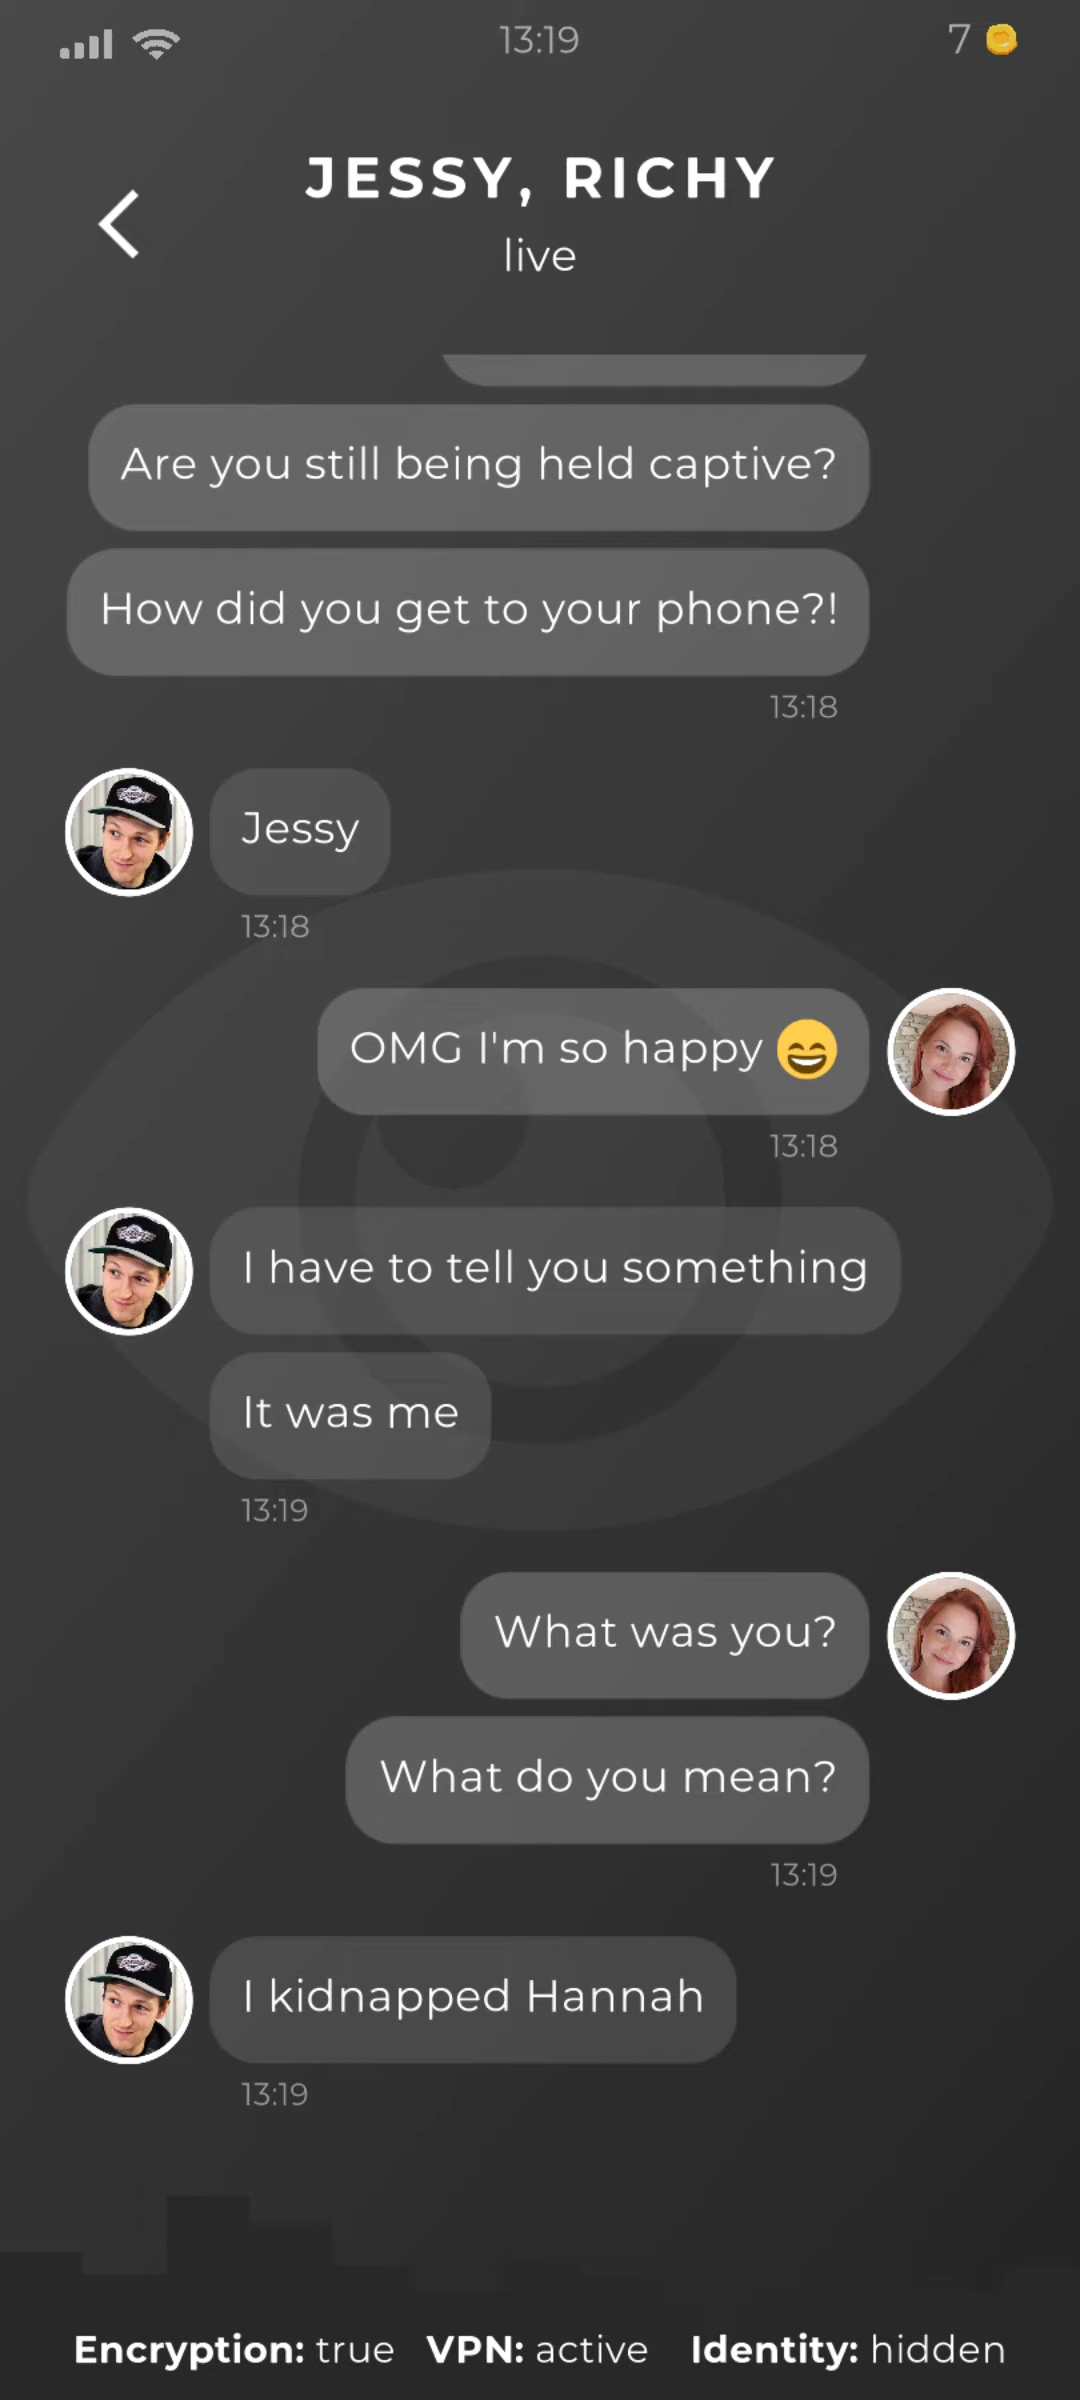 13:19
7
JESSY, RICHY
live
Are you still being held captive?
How did you get to your phone?!
13:18
Jessy
13:18
OMG I'm so happy 😄
13:18
I have to tell you something
It was me
13:19
What was you?
What do you mean?
13:19
I kidnapped Hannah
13:19
Encryption: true VPN: active Identity: hidden